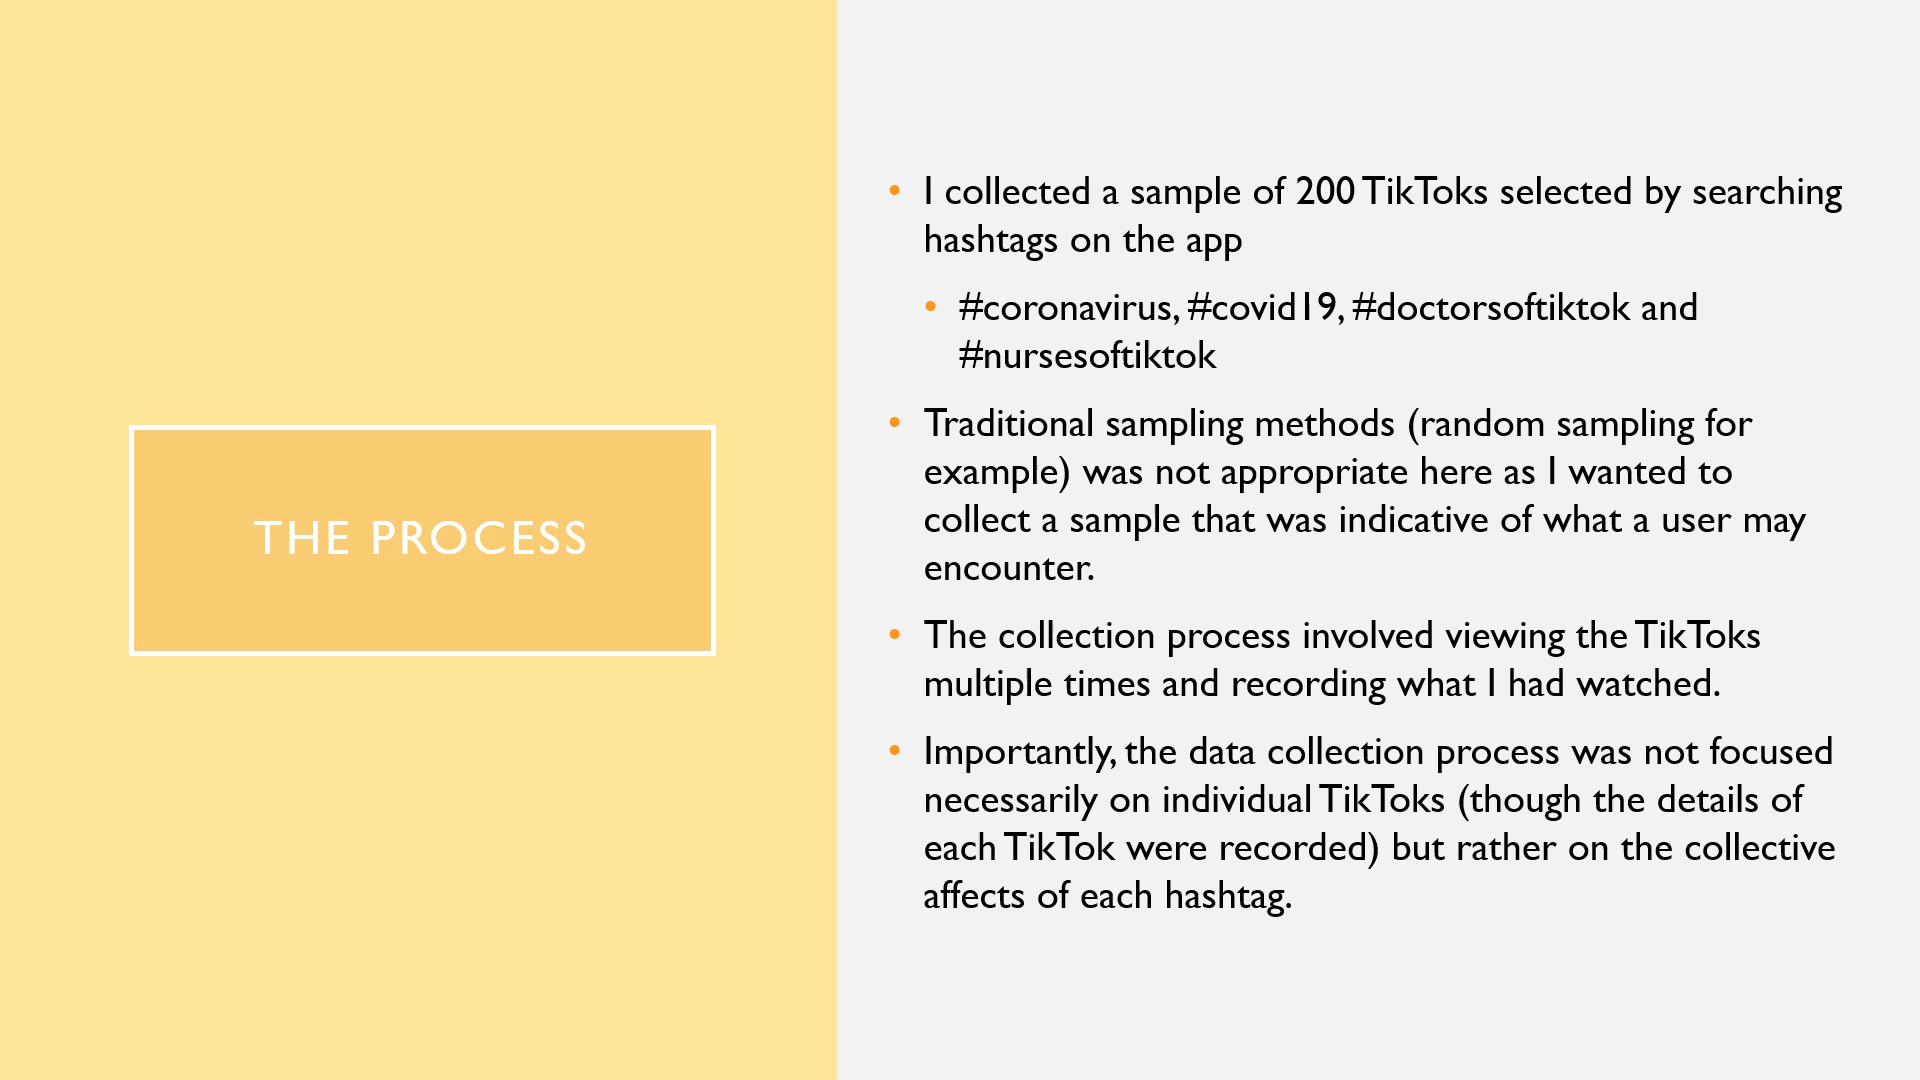 THE PROCESS
• I collected a sample of 200 TikToks selected by searching
hashtags on the app
• #coronavirus, #covid19, #doctorsoftiktok and
#nursesoftiktok
• Traditional sampling methods (random sampling for
example) was not appropriate here as I wanted to
collect a sample that was indicative of what a user may
encounter.
• The collection process involved viewing the TikToks
multiple times and recording what I had watched.
• Importantly, the data collection process was not focused
necessarily on individual TikToks (though the details of
each TikTok were recorded) but rather on the collective
affects of each hashtag.